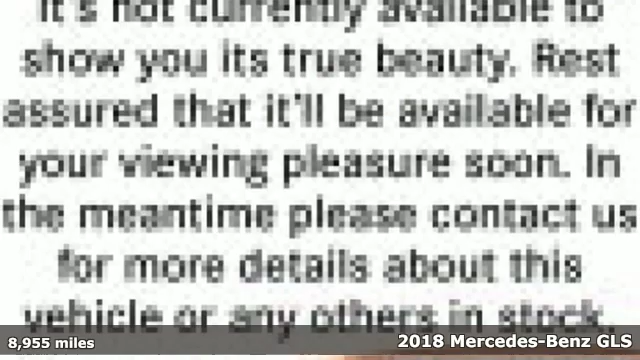 It's not currently available to
show you its true beauty. Rest
assured that it'll be available for
your viewing pleasure soon. In
the meantime please contact us
for more details about this
vehicle or any others in stock.
8,955 miles
2018 Mercedes-Benz GLS